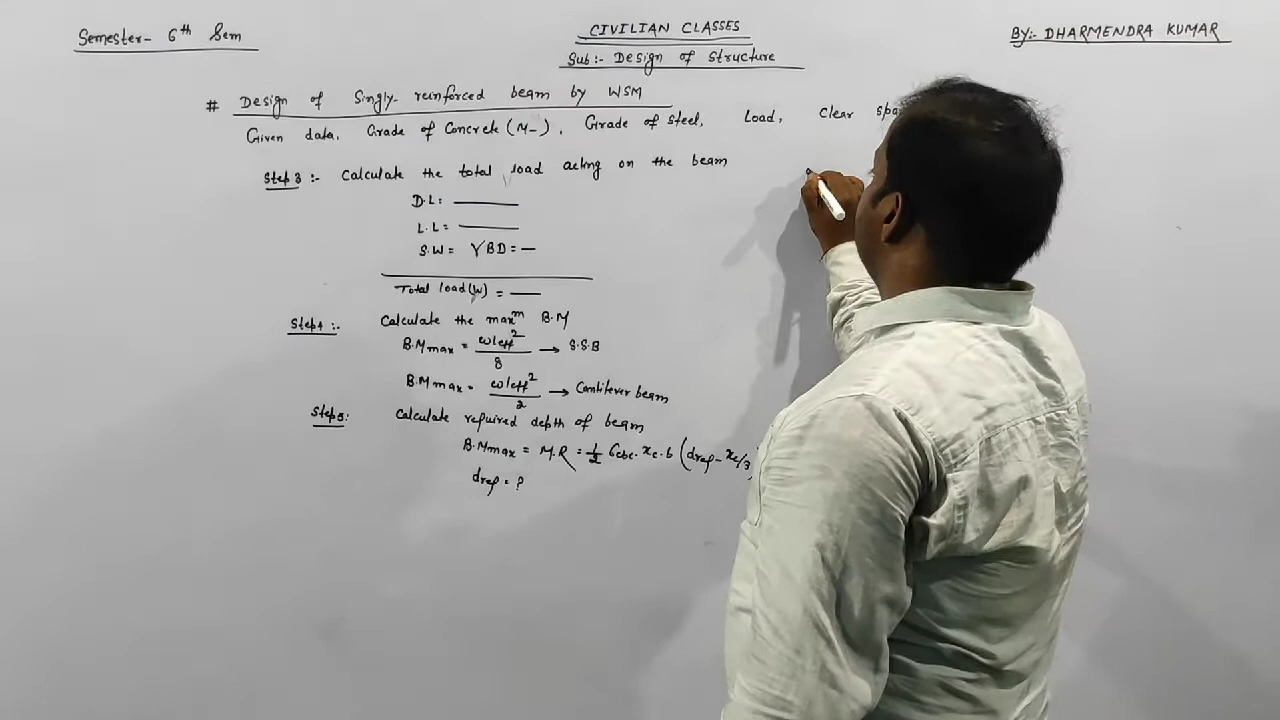 Semester- 6th Sem
CIVILIAN CLASSES
By:- DHARMENDRA KUMAR
Sub:- Design of Structure
# Design of Singly-reinforced beam by WSM
Given data, Grade of Concrete (M-), Grade of steel, Load, Clear
Step 3 :- Calculate the total load acting on the beam
D.L = ———
L.L = ———
S.W = γBD = —
Total load (W) = ——
Step 4 :- Calculate the maxm B.M
B.Mmax = wleff²/8 → S.S.B
B.Mmax = wleff²/2 → Cantilever beam
Step 5: Calculate required depth of beam
B.Mmax = M.R = 1/2 σcbc. xc. b (dreq - xc/3
dreq = ?